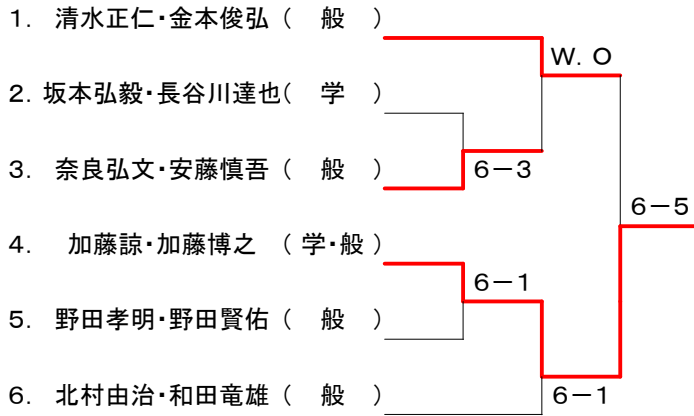 1. 清水正仁・金本俊弘 （ 般 ）
W．O
2. 坂本弘毅・長谷川達也（ 学 ）
3. 奈良弘文・安藤慎吾 （ 般 ）
6－3
6－5
4. 加藤諒・加藤博之 （ 学・般 ）
6－1
5. 野田孝明・野田賢佑 （ 般 ）
6. 北村由治・和田竜雄 （ 般 ）
6－1